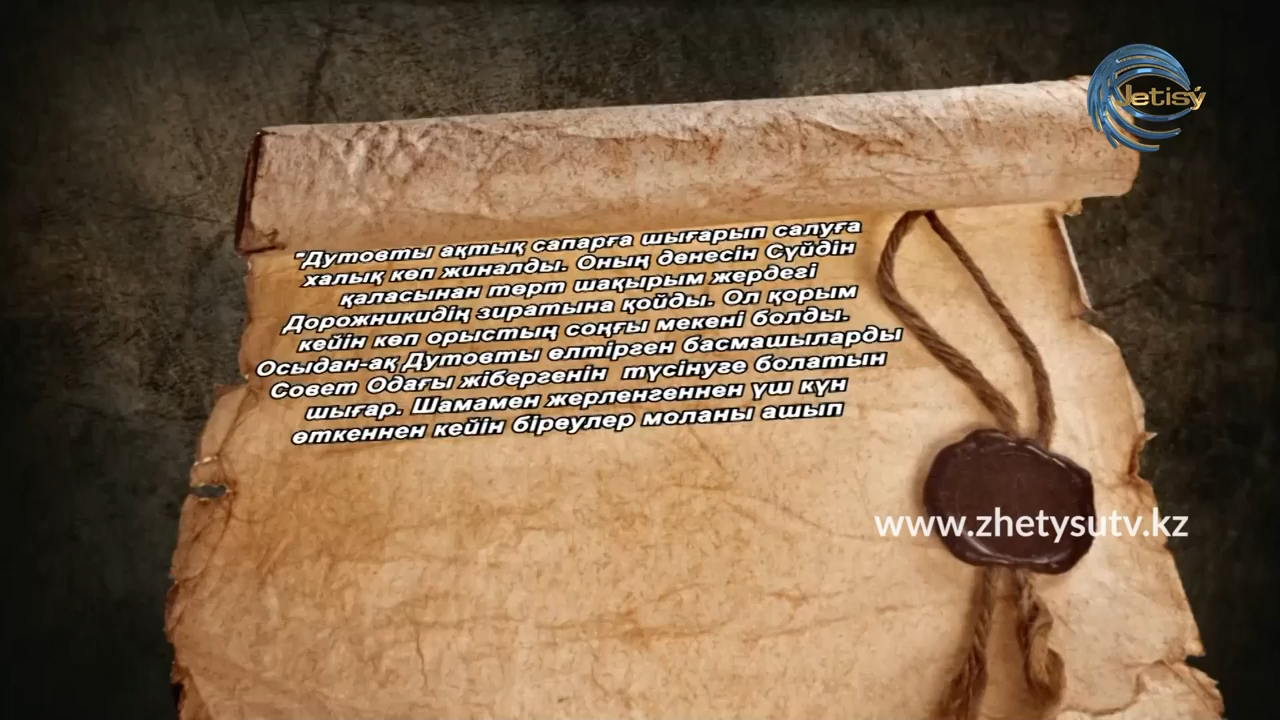 Jetisý
"Дутовты ақтық сапарға шығарып салуға
халық көп жиналды. Оның денесін Сүйдін
қаласынан төрт шақырым жердегі
Дорожникидің зиратына қойды. Ол қорым
кейін көп орыстың соңғы мекені болды.
Осыдан-ақ Дутовты өлтірген басмашыларды
Совет Одағы жібергенін түсінуге болатын
шығар. Шамамен жерленгеннен үш күн
өткеннен кейін біреулер моланы ашып
www.zhetysutv.kz